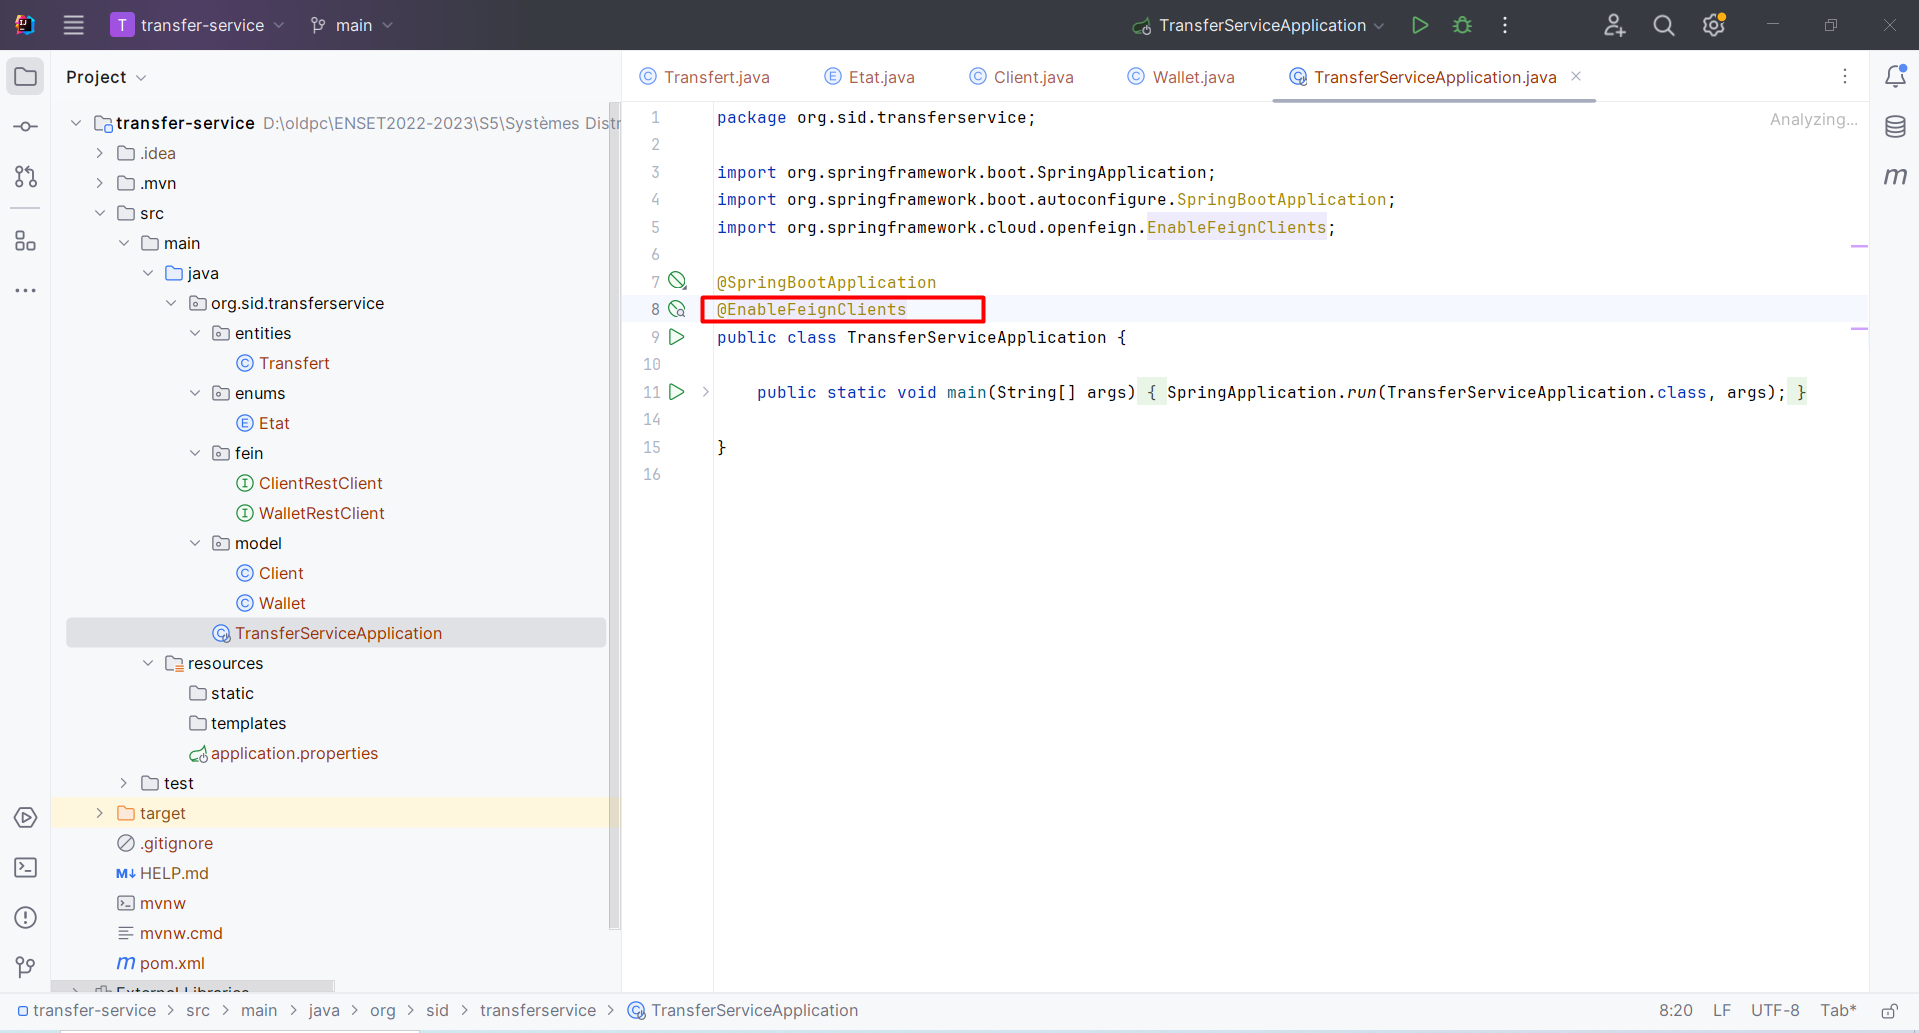 T transfer-service main TransferServiceApplication
Project
transfer-service D:\oldpc\ENSET2022-2023\S5\Systèmes Distr
.idea
.mvn
src
main
java
org.sid.transferservice
entities
Transfert
enums
Etat
fein
ClientRestClient
WalletRestClient
model
Client
Wallet
TransferServiceApplication
resources
static
templates
application.properties
test
target
.gitignore
HELP.md
mvnw
mvnw.cmd
pom.xml
External Libraries
Transfert.java Etat.java Client.java Wallet.java TransferServiceApplication.java
Analyzing...
1 package org.sid.transferservice;
2
3 import org.springframework.boot.SpringApplication;
4 import org.springframework.boot.autoconfigure.SpringBootApplication;
5 import org.springframework.cloud.openfeign.EnableFeignClients;
6
7 @SpringBootApplication
8 @EnableFeignClients
9 public class TransferServiceApplication {
10
11 public static void main(String[] args) { SpringApplication.run(TransferServiceApplication.class, args); }
14
15 }
16
transfer-service > src > main > java > org > sid > transferservice > TransferServiceApplication 8:20 LF UTF-8 Tab*